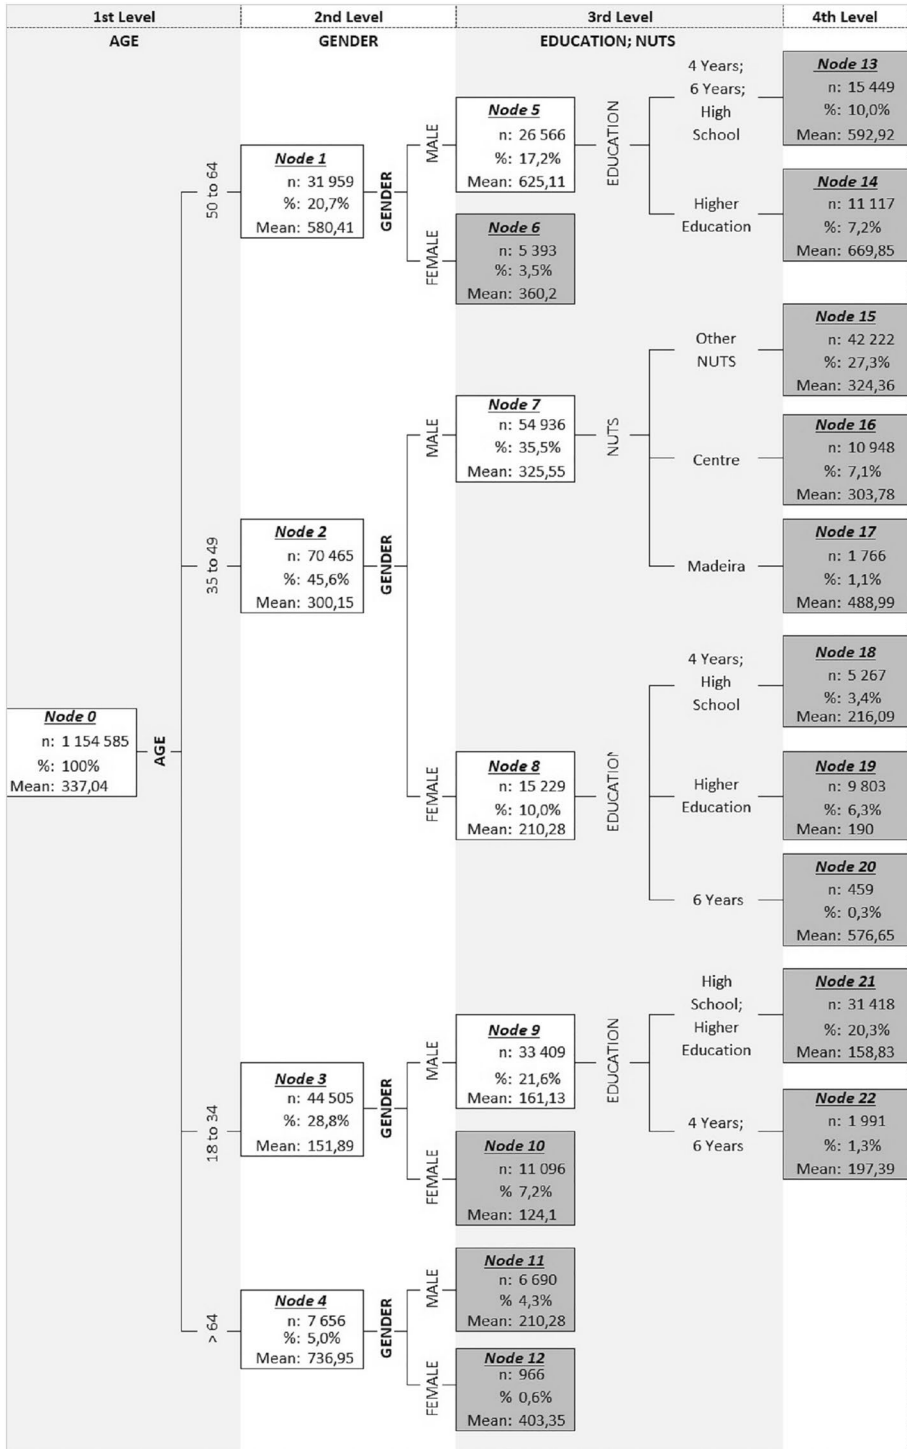 1st Level 2nd Level 3rd Level 4th Level
AGE GENDER EDUCATION; NUTS
Node 0
n: 1 154 585
%: 100%
Mean: 337,04
AGE
50 to 64
Node 1
n: 31 959
%: 20,7%
Mean: 580,41
GENDER
MALE
Node 5
n: 26 566
%: 17,2%
Mean: 625,11
EDUCATION
4 Years;
6 Years;
High
School
Node 13
n: 15 449
%: 10,0%
Mean: 592,92
Higher
Education
Node 14
n: 11 117
%: 7,2%
Mean: 669,85
FEMALE
Node 6
n: 5 393
%: 3,5%
Mean: 360,2
35 to 49
Node 2
n: 70 465
%: 45,6%
Mean: 300,15
GENDER
MALE
Node 7
n: 54 936
%: 35,5%
Mean: 325,55
NUTS
Other
NUTS
Node 15
n: 42 222
%: 27,3%
Mean: 324,36
Centre
Node 16
n: 10 948
%: 7,1%
Mean: 303,78
Madeira
Node 17
n: 1 766
%: 1,1%
Mean: 488,99
FEMALE
Node 8
n: 15 229
%: 10,0%
Mean: 210,28
EDUCATION
4 Years;
High
School
Node 18
n: 5 267
%: 3,4%
Mean: 216,09
Higher
Education
Node 19
n: 9 803
%: 6,3%
Mean: 190
6 Years
Node 20
n: 459
%: 0,3%
Mean: 576,65
18 to 34
Node 3
n: 44 505
%: 28,8%
Mean: 151,89
GENDER
MALE
Node 9
n: 33 409
%: 21,6%
Mean: 161,13
EDUCATION
High
School;
Higher
Education
Node 21
n: 31 418
%: 20,3%
Mean: 158,83
4 Years;
6 Years
Node 22
n: 1 991
%: 1,3%
Mean: 197,39
FEMALE
Node 10
n: 11 096
% 7,2%
Mean: 124,1
> 64
Node 4
n: 7 656
%: 5,0%
Mean: 736,95
GENDER
MALE
Node 11
n: 6 690
% 4,3%
Mean: 210,28
FEMALE
Node 12
n: 966
% 0,6%
Mean: 403,35